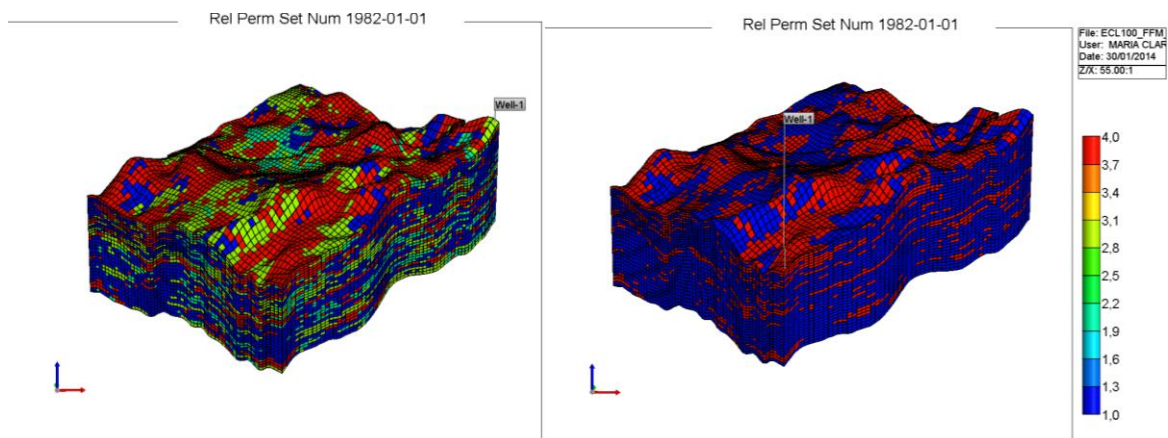 Rel Perm Set Num 1982-01-01
Rel Perm Set Num 1982-01-01
File: ECL100_FFM
User: MARIA CLAR
Date: 30/01/2014
Z/X: 55.00:1
Well-1
Well-1
4,0
3,7
3,4
3,1
2,8
2,5
2,2
1,9
1,6
1,3
1,0